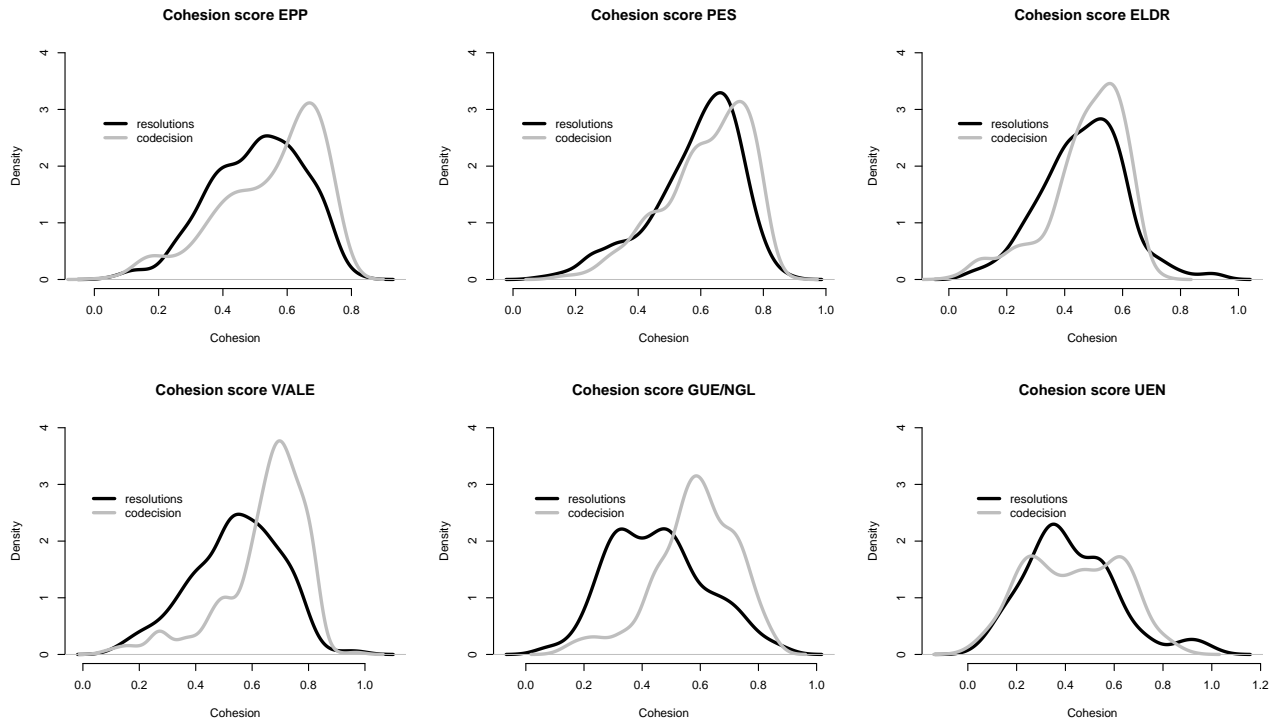 Cohesion score EPP
Density
4
3
2
1
0
resolutions
codecision
0.0 0.2 0.4 0.6 0.8
Cohesion
Cohesion score PES
Density
4
3
2
1
0
resolutions
codecision
0.0 0.2 0.4 0.6 0.8 1.0
Cohesion
Cohesion score ELDR
Density
4
3
2
1
0
resolutions
codecision
0.0 0.2 0.4 0.6 0.8 1.0
Cohesion
Cohesion score V/ALE
Density
4
3
2
1
0
resolutions
codecision
0.0 0.2 0.4 0.6 0.8 1.0
Cohesion
Cohesion score GUE/NGL
Density
4
3
2
1
0
resolutions
codecision
0.0 0.2 0.4 0.6 0.8 1.0
Cohesion
Cohesion score UEN
Density
4
3
2
1
0
resolutions
codecision
0.0 0.2 0.4 0.6 0.8 1.0 1.2
Cohesion